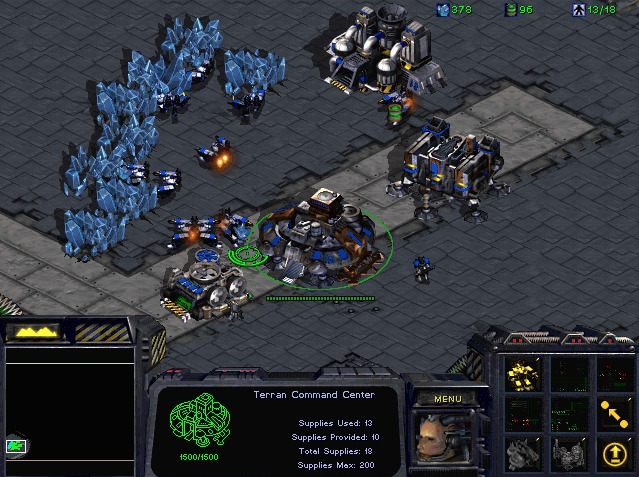 378 96 13/18
Terran Command Center
Supplies Used: 13
Supplies Provided: 10
Total Supplies: 18
Supplies Max: 200
1500/1500
MENU